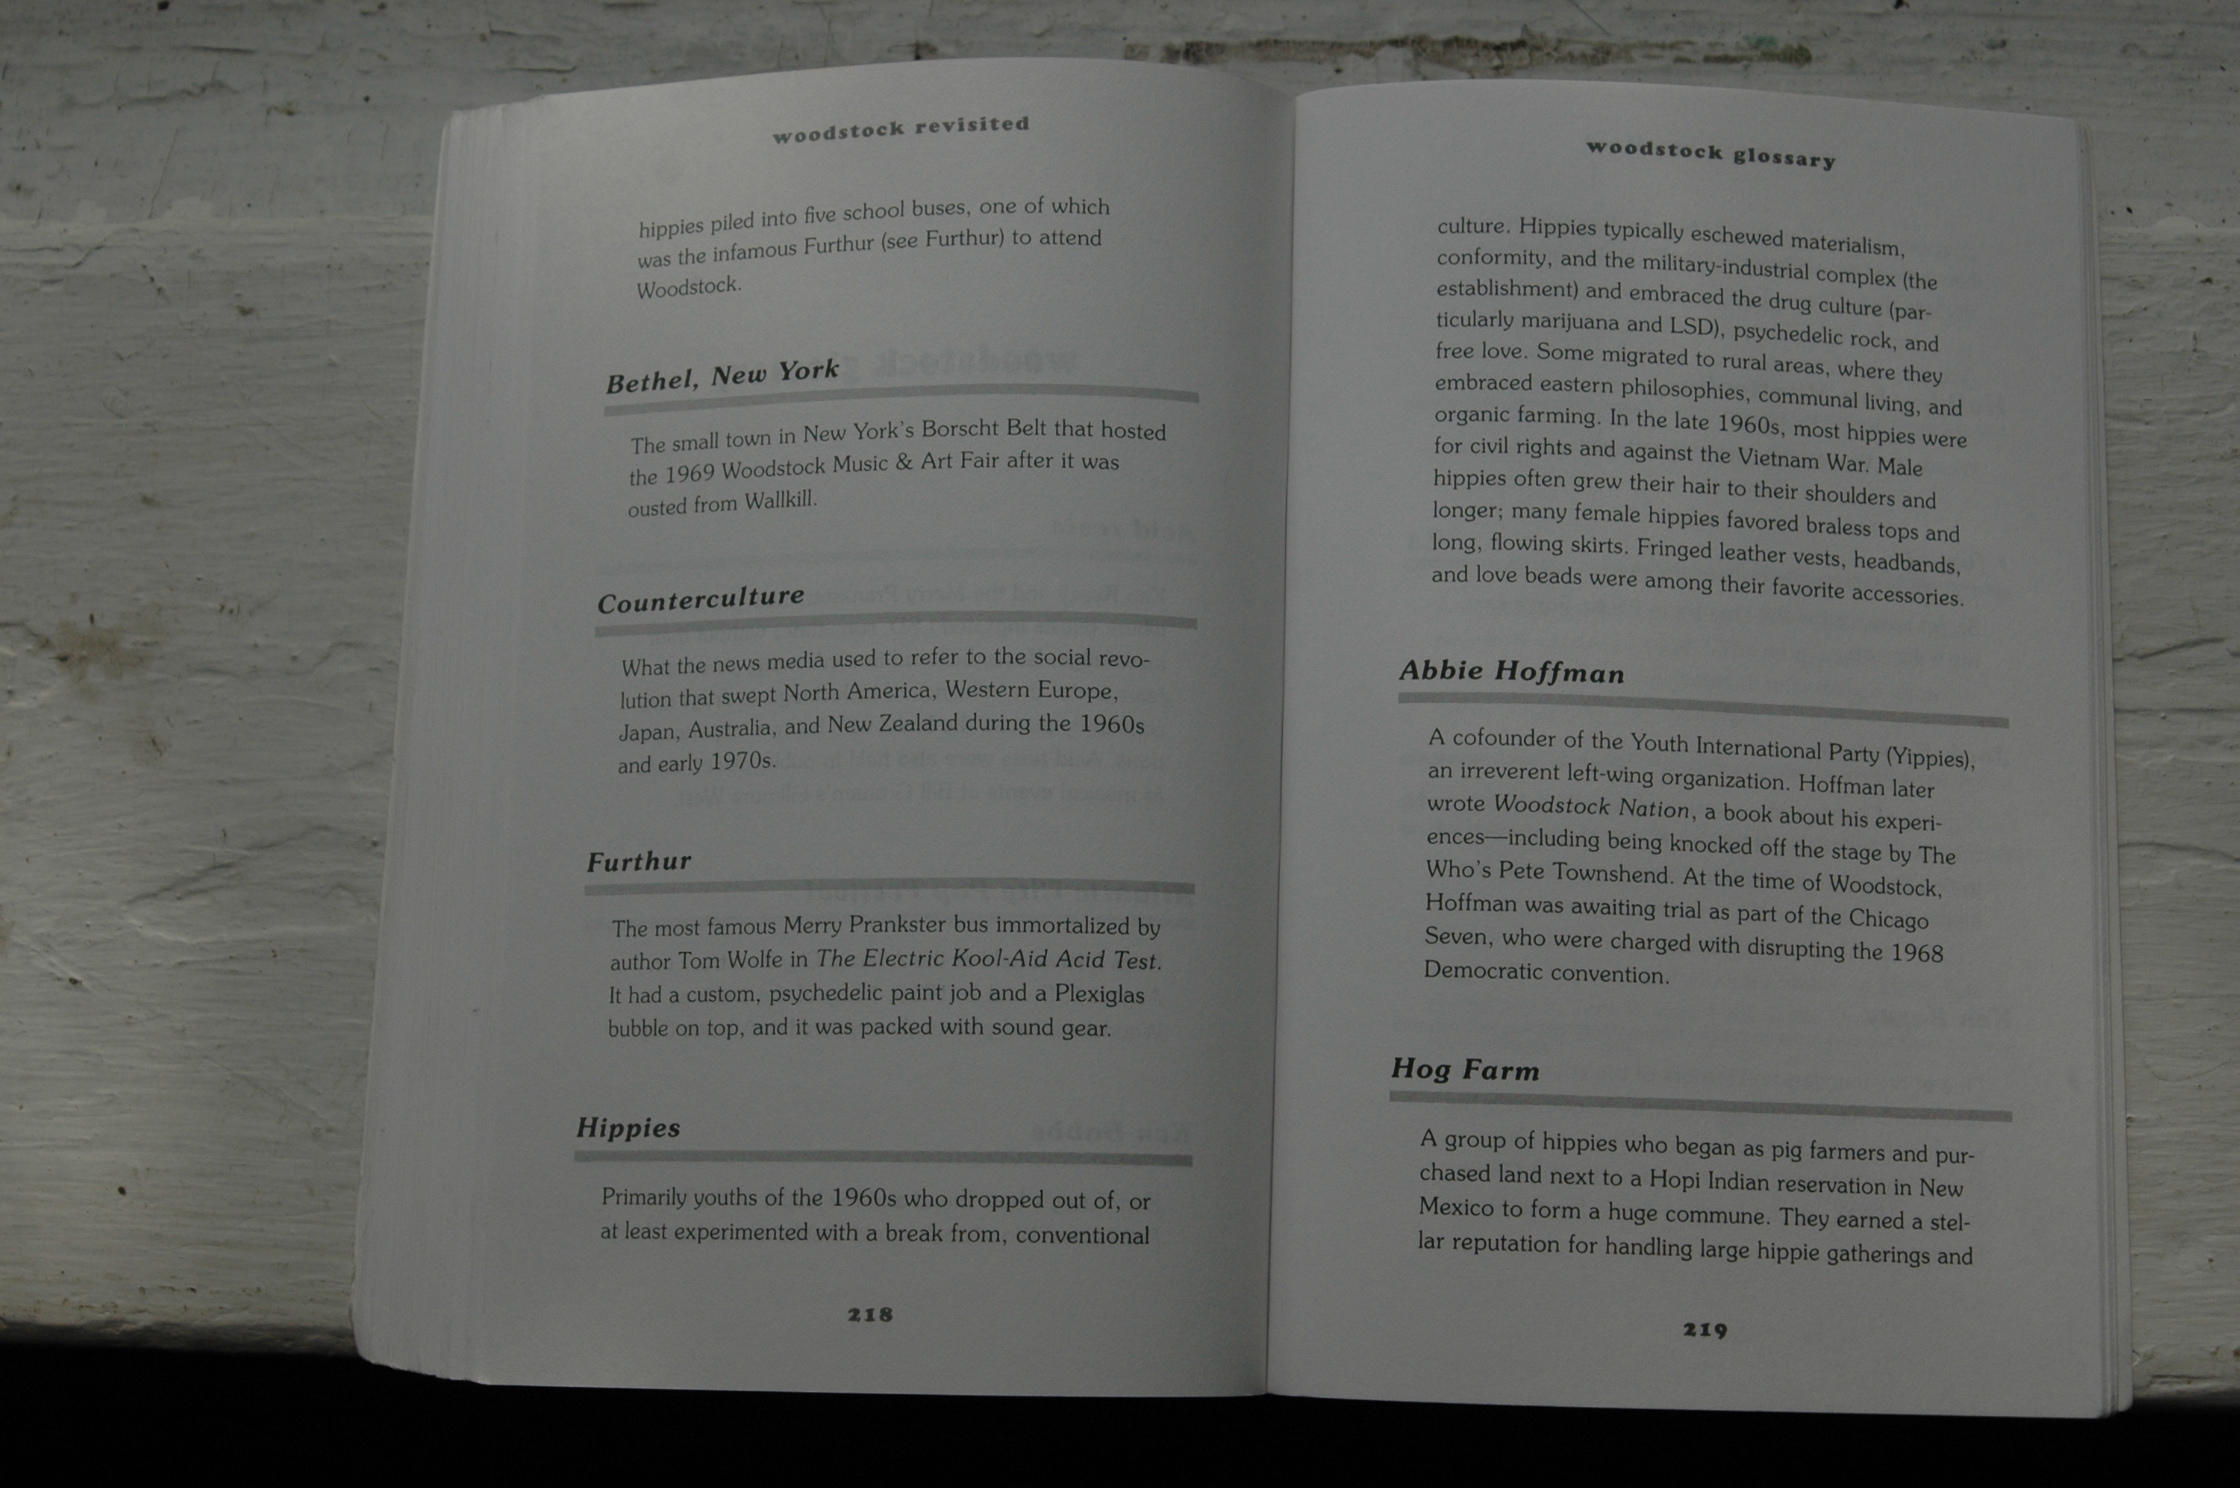 woodstock revisited
hippies piled into five school buses, one of which
was the infamous Furthur (see Furthur) to attend
Woodstock.
Bethel, New York
The small town in New York's Borscht Belt that hosted
the 1969 Woodstock Music & Art Fair after it was
ousted from Wallkill.
Counterculture
What the news media used to refer to the social revo-
lution that swept North America, Western Europe,
Japan, Australia, and New Zealand during the 1960s
and early 1970s.
Furthur
The most famous Merry Prankster bus immortalized by
author Tom Wolfe in The Electric Kool-Aid Acid Test.
It had a custom, psychedelic paint job and a Plexiglas
bubble on top, and it was packed with sound gear.
Hippies
Primarily youths of the 1960s who dropped out of, or
at least experimented with a break from, conventional
218
woodstock glossary
culture. Hippies typically eschewed materialism,
conformity, and the military-industrial complex (the
establishment) and embraced the drug culture (par-
ticularly marijuana and LSD), psychedelic rock, and
free love. Some migrated to rural areas, where they
embraced eastern philosophies, communal living, and
organic farming. In the late 1960s, most hippies were
for civil rights and against the Vietnam War. Male
hippies often grew their hair to their shoulders and
longer; many female hippies favored braless tops and
long, flowing skirts. Fringed leather vests, headbands,
and love beads were among their favorite accessories.
Abbie Hoffman
A cofounder of the Youth International Party (Yippies),
an irreverent left-wing organization. Hoffman later
wrote Woodstock Nation, a book about his experi-
ences—including being knocked off the stage by The
Who's Pete Townshend. At the time of Woodstock,
Hoffman was awaiting trial as part of the Chicago
Seven, who were charged with disrupting the 1968
Democratic convention.
Hog Farm
A group of hippies who began as pig farmers and pur-
chased land next to a Hopi Indian reservation in New
Mexico to form a huge commune. They earned a stel-
lar reputation for handling large hippie gatherings and
219